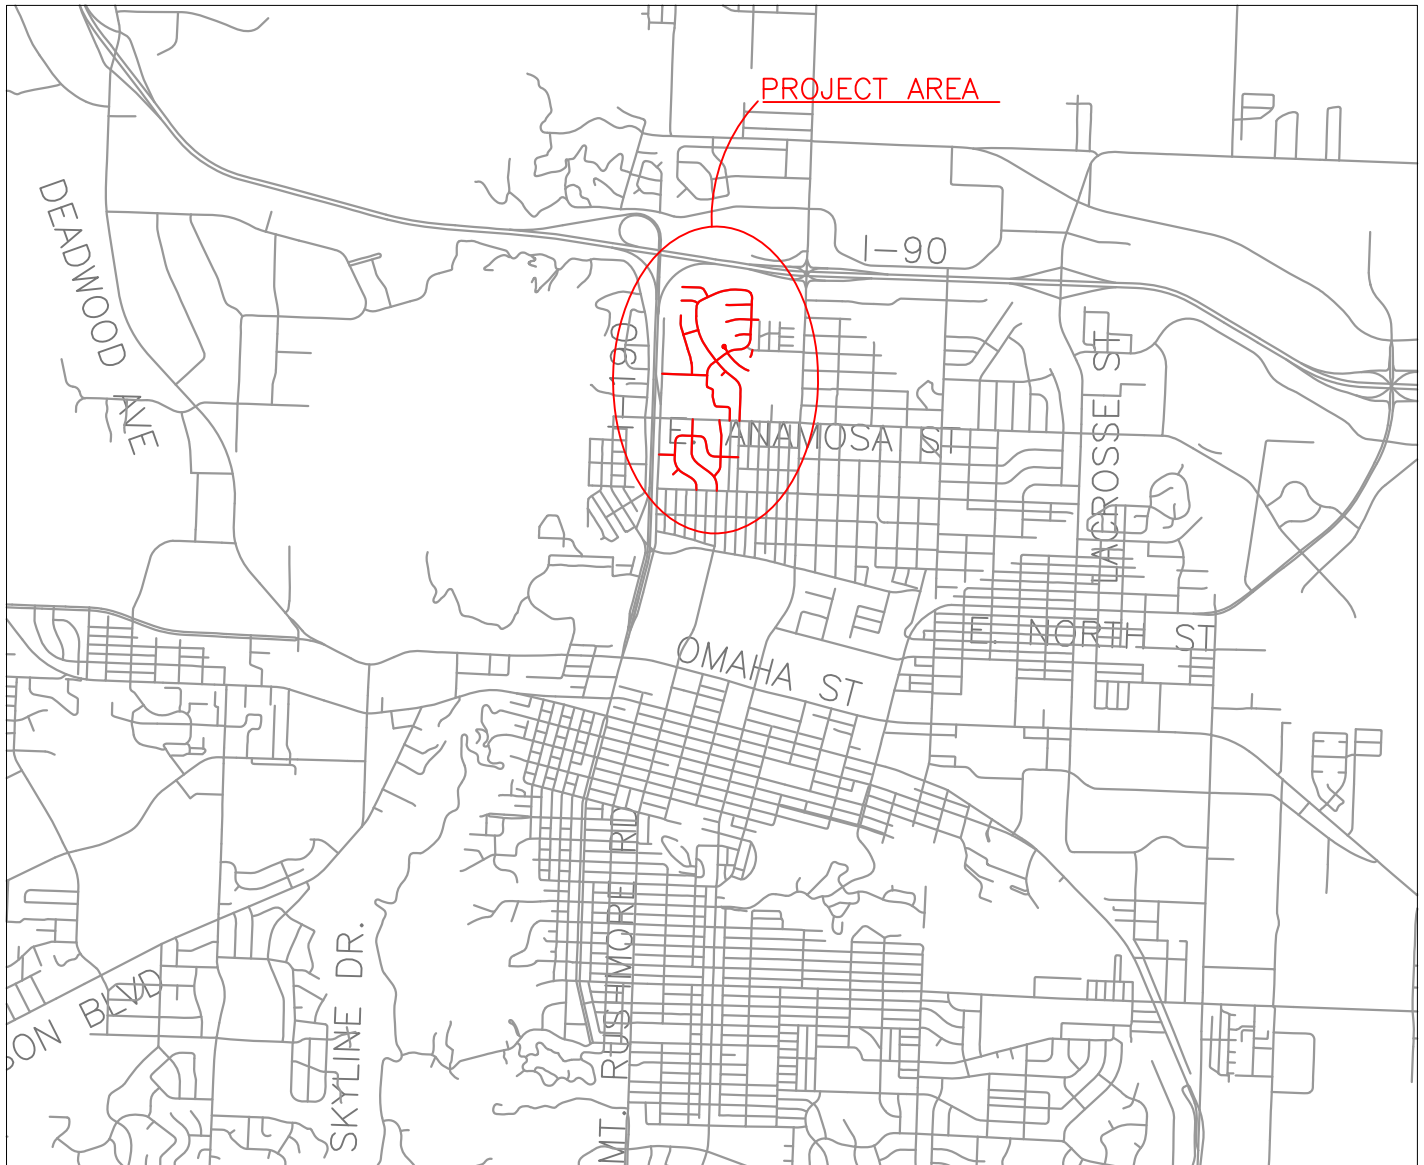 PROJECT AREA
I-90
DEADWOOD AVE
I-190
LACROSSE ST
E. ANAMOSA ST
E. NORTH ST
OMAHA ST
MT. RUSHMORE RD
SKYLINE DR.
SON BLVD